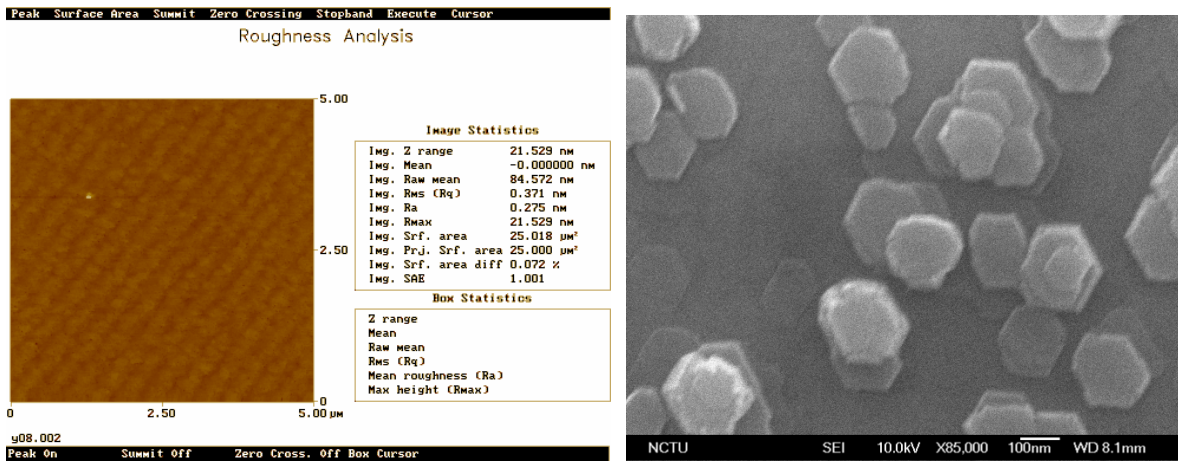 Peak Surface Area Summit Zero Crossing Stopband Execute Cursor
Roughness Analysis
5.00
2.50
0
0 2.50 5.00 µm
Image Statistics
Img. Z range 21.529 nm
Img. Mean -0.000000 nm
Img. Raw mean 84.572 nm
Img. Rms (Rq) 0.371 nm
Img. Ra 0.275 nm
Img. Rmax 21.529 nm
Img. Srf. area 25.018 µm²
Img. Prj. Srf. area 25.000 µm²
Img. Srf. area diff 0.072 %
Img. SAE 1.001
Box Statistics
Z range
Mean
Raw mean
Rms (Rq)
Mean roughness (Ra)
Max height (Rmax)
y08.002
Peak On Summit Off Zero Cross. Off Box Cursor
NCTU SEI 10.0kV X85,000 100nm WD 8.1mm